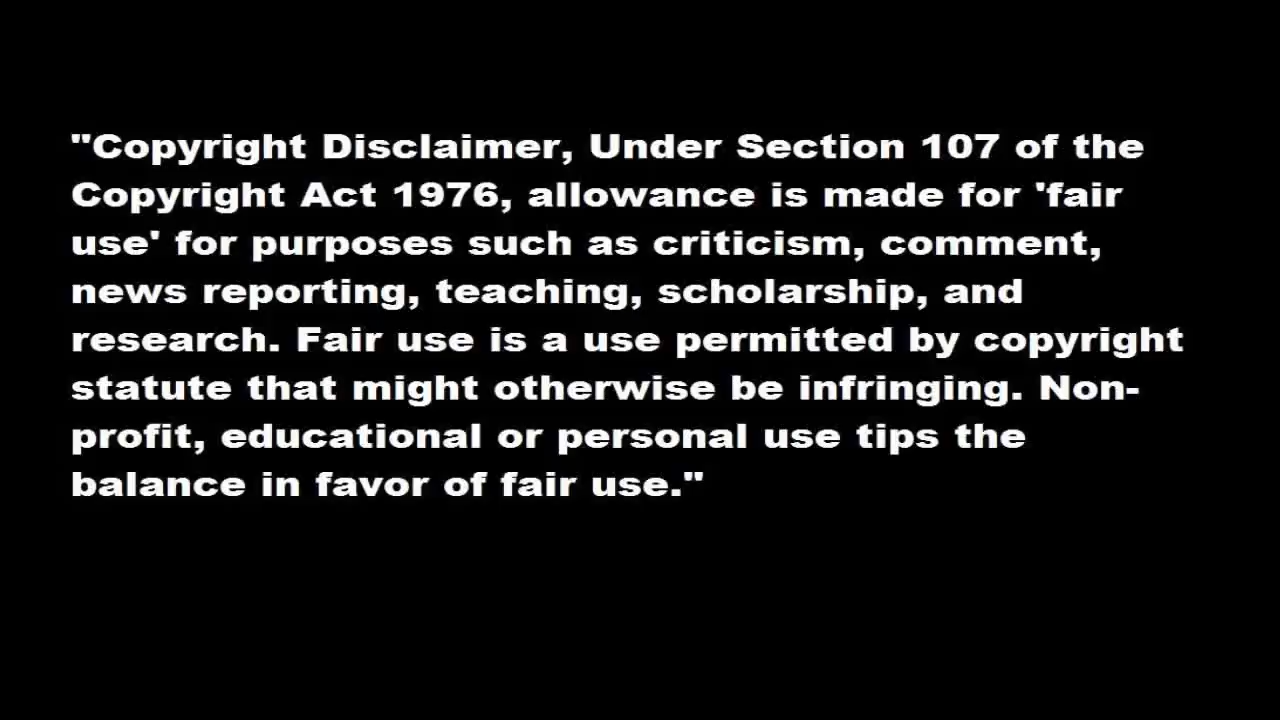 "Copyright Disclaimer, Under Section 107 of the
Copyright Act 1976, allowance is made for 'fair
use' for purposes such as criticism, comment,
news reporting, teaching, scholarship, and
research. Fair use is a use permitted by copyright
statute that might otherwise be infringing. Non-
profit, educational or personal use tips the
balance in favor of fair use."